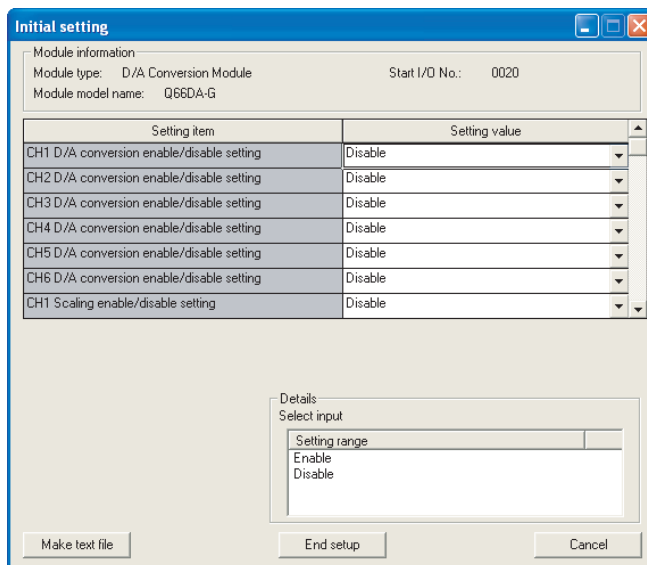 Initial setting
Module information
Module type: D/A Conversion Module Start I/O No.: 0020
Module model name: Q66DA-G
Setting item Setting value
CH1 D/A conversion enable/disable setting Disable
CH2 D/A conversion enable/disable setting Disable
CH3 D/A conversion enable/disable setting Disable
CH4 D/A conversion enable/disable setting Disable
CH5 D/A conversion enable/disable setting Disable
CH6 D/A conversion enable/disable setting Disable
CH1 Scaling enable/disable setting Disable
Details
Select input
Setting range
Enable
Disable
Make text file End setup Cancel